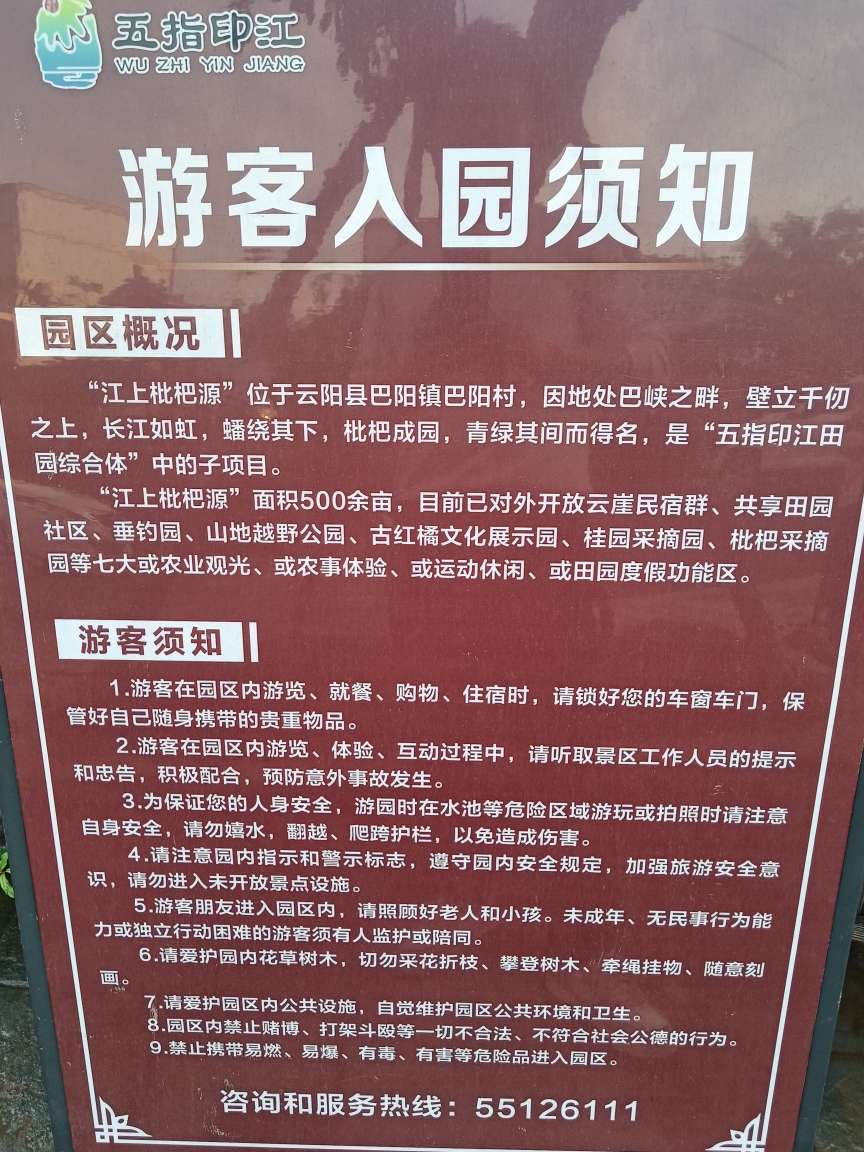 五指印江
WU ZHI YIN JIANG
游客入园须知
园区概况
“江上枇杷源”位于云阳县巴阳镇巴阳村，因地处巴峡之畔，壁立千仞
之上，长江如虹，蟠绕其下，枇杷成园，青绿其间而得名，是“五指印江田
园综合体”中的子项目。
“江上枇杷源”面积500余亩，目前已对外开放云崖民宿群、共享田园
社区、垂钓园、山地越野公园、古红橘文化展示园、桂园采摘园、枇杷采摘
园等七大或农业观光、或农事体验、或运动休闲、或田园度假功能区。
游客须知
1.游客在园区内游览、就餐、购物、住宿时，请锁好您的车窗车门，保
管好自己随身携带的贵重物品。
2.游客在园区内游览、体验、互动过程中，请听取景区工作人员的提示
和忠告，积极配合，预防意外事故发生。
3.为保证您的人身安全，游园时在水池等危险区域游玩或拍照时请注意
自身安全，请勿嬉水，翻越、爬跨护栏，以免造成伤害。
4.请注意园内指示和警示标志，遵守园内安全规定，加强旅游安全意
识，请勿进入未开放景点设施。
5.游客朋友进入园区内，请照顾好老人和小孩。未成年、无民事行为能
力或独立行动困难的游客须有人监护或陪同。
6.请爱护园内花草树木，切勿采花折枝、攀登树木、牵绳挂物、随意刻
画。
7.请爱护园区内公共设施，自觉维护园区公共环境和卫生。
8.园区内禁止赌博、打架斗殴等一切不合法、不符合社会公德的行为。
9.禁止携带易燃、易爆、有毒、有害等危险品进入园区。
咨询和服务热线：55126111